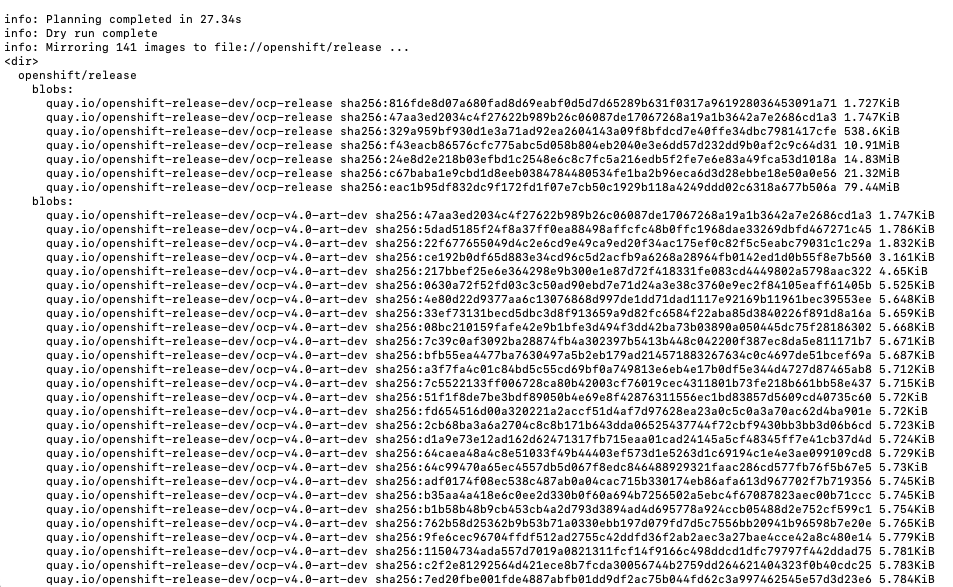 info: Planning completed in 27.34s
info: Dry run complete
info: Mirroring 141 images to file://openshift/release ...
<dir>
openshift/release
blobs:
quay.io/openshift-release-dev/ocp-release sha256:816fde8d07a680fad8d69eabf0d5d7d65289b631f0317a961928036453091a71 1.727KiB
quay.io/openshift-release-dev/ocp-release sha256:47aa3ed2034c4f27622b989b26c06087de17067268a19a1b3642a7e2686cd1a3 1.747KiB
quay.io/openshift-release-dev/ocp-release sha256:329a959bf930d1e3a71ad92ea2604143a09f8bfdcd7e40ffe34dbc7981417cfe 538.6KiB
quay.io/openshift-release-dev/ocp-release sha256:f43eacb86576cfc775abc5d058b804eb2040e3e6dd57d232dd9b0af2c9c64d31 10.91MiB
quay.io/openshift-release-dev/ocp-release sha256:24e8d2e218b03efbd1c2548e6c8c7fc5a216edb5f2fe7e6e83a49fca53d1018a 14.83MiB
quay.io/openshift-release-dev/ocp-release sha256:c67baba1e9cbd1d8eeb0384784480534fe1ba2b96eca6d3d28ebbe18e50a0e56 21.32MiB
quay.io/openshift-release-dev/ocp-release sha256:eac1b95df832dc9f172fd1f07e7cb50c1929b118a4249ddd02c6318a677b506a 79.44MiB
blobs:
quay.io/openshift-release-dev/ocp-v4.0-art-dev sha256:47aa3ed2034c4f27622b989b26c06087de17067268a19a1b3642a7e2686cd1a3 1.747KiB
quay.io/openshift-release-dev/ocp-v4.0-art-dev sha256:5dad5185f24f8a37ff0ea88498affcfc48b0ffc1968dae33269dbfd467271c45 1.786KiB
quay.io/openshift-release-dev/ocp-v4.0-art-dev sha256:22f677655049d4c2e6cd9e49ca9ed20f34ac175ef0c82f5c5eabc79031c1c29a 1.832KiB
quay.io/openshift-release-dev/ocp-v4.0-art-dev sha256:ce192b0df65d883e34cd96c5d2acfb9a6268a28964fb0142ed1d0b55f8e7b560 3.161KiB
quay.io/openshift-release-dev/ocp-v4.0-art-dev sha256:217bbef25e6e364298e9b300e1e87d72f418331fe083cd4449802a5798aac322 4.65KiB
quay.io/openshift-release-dev/ocp-v4.0-art-dev sha256:0630a72f52fd03c3c50ad90ebd7e71d24a3e38c3760e9ec2f84105eaff61405b 5.525KiB
quay.io/openshift-release-dev/ocp-v4.0-art-dev sha256:4e80d22d9377aa6c13076868d997de1dd71dad1117e92169b11961bec39553ee 5.648KiB
quay.io/openshift-release-dev/ocp-v4.0-art-dev sha256:33ef73131becd5dbc3d8f913659a9d82fc6584f22aba85d3840226f891d8a16a 5.659KiB
quay.io/openshift-release-dev/ocp-v4.0-art-dev sha256:08bc210159fafe42e9b1bfe3d494f3dd42ba73b03890a050445dc75f28186302 5.668KiB
quay.io/openshift-release-dev/ocp-v4.0-art-dev sha256:7c39c0af3092ba28874fb4a302397b5413b448c042200f387ec8da5e811171b7 5.671KiB
quay.io/openshift-release-dev/ocp-v4.0-art-dev sha256:bfb55ea4477ba7630497a5b2eb179ad214571883267634c0c4697de51bcef69a 5.687KiB
quay.io/openshift-release-dev/ocp-v4.0-art-dev sha256:a3f7fa4c01c84bd5c55cd69bf0a749813e6eb4e17b0df5e344d4727d87465ab8 5.712KiB
quay.io/openshift-release-dev/ocp-v4.0-art-dev sha256:7c5522133ff006728ca80b42003cf76019cec4311801b73fe218b661bb58e437 5.715KiB
quay.io/openshift-release-dev/ocp-v4.0-art-dev sha256:51f1f8de7be3bdf89050b4e69e8f42876311556ec1bd83857d5609cd40735c60 5.72KiB
quay.io/openshift-release-dev/ocp-v4.0-art-dev sha256:fd654516d00a320221a2accf51d4af7d97628ea23a0c5c0a3a70ac62d4ba901e 5.72KiB
quay.io/openshift-release-dev/ocp-v4.0-art-dev sha256:2cb68ba3a6a2704c8c8b171b643dda06525437744f72cbf9430bb3bb3d06b6cd 5.723KiB
quay.io/openshift-release-dev/ocp-v4.0-art-dev sha256:d1a9e73e12ad162d62471317fb715eaa01cad24145a5cf48345ff7e41cb37d4d 5.724KiB
quay.io/openshift-release-dev/ocp-v4.0-art-dev sha256:64caea48a4c8e51033f49b44403ef573d1e5263d1c69194c1e4e3ae099109cd8 5.729KiB
quay.io/openshift-release-dev/ocp-v4.0-art-dev sha256:64c99470a65ec4557db5d067f8edc846488929321faac286cd577fb76f5b67e5 5.73KiB
quay.io/openshift-release-dev/ocp-v4.0-art-dev sha256:adf0174f08ec538c487ab0a04cac715b330174eb86afa613d967702f7b719356 5.745KiB
quay.io/openshift-release-dev/ocp-v4.0-art-dev sha256:b35aa4a418e6c0ee2d330b0f60a694b7256502a5ebc4f67087823aec00b71ccc 5.745KiB
quay.io/openshift-release-dev/ocp-v4.0-art-dev sha256:b1b58b48b9cb453cb4a2d793d3894ad4d695778a924ccb05488d2e752cf599c1 5.754KiB
quay.io/openshift-release-dev/ocp-v4.0-art-dev sha256:762b58d25362b9b53b71a0330ebb197d079fd7d5c7556bb20941b96598b7e20e 5.765KiB
quay.io/openshift-release-dev/ocp-v4.0-art-dev sha256:9fe6cec96704ffdf512ad2755c42ddfd36f2ab2aec3a27bae4cce42a8c480e14 5.779KiB
quay.io/openshift-release-dev/ocp-v4.0-art-dev sha256:11504734ada557d7019a0821311fcf14f9166c498ddcd1dfc79797f442ddad75 5.781KiB
quay.io/openshift-release-dev/ocp-v4.0-art-dev sha256:c2f2e81292564d421ece8b7fcda30056744b2759dd264621404323f0b40cdc25 5.783KiB
quay.io/openshift-release-dev/ocp-v4.0-art-dev sha256:7ed20fbe001fde4887abfb01dd9df2ac75b044fd62c3a997462545e57d3d23e6 5.784KiB